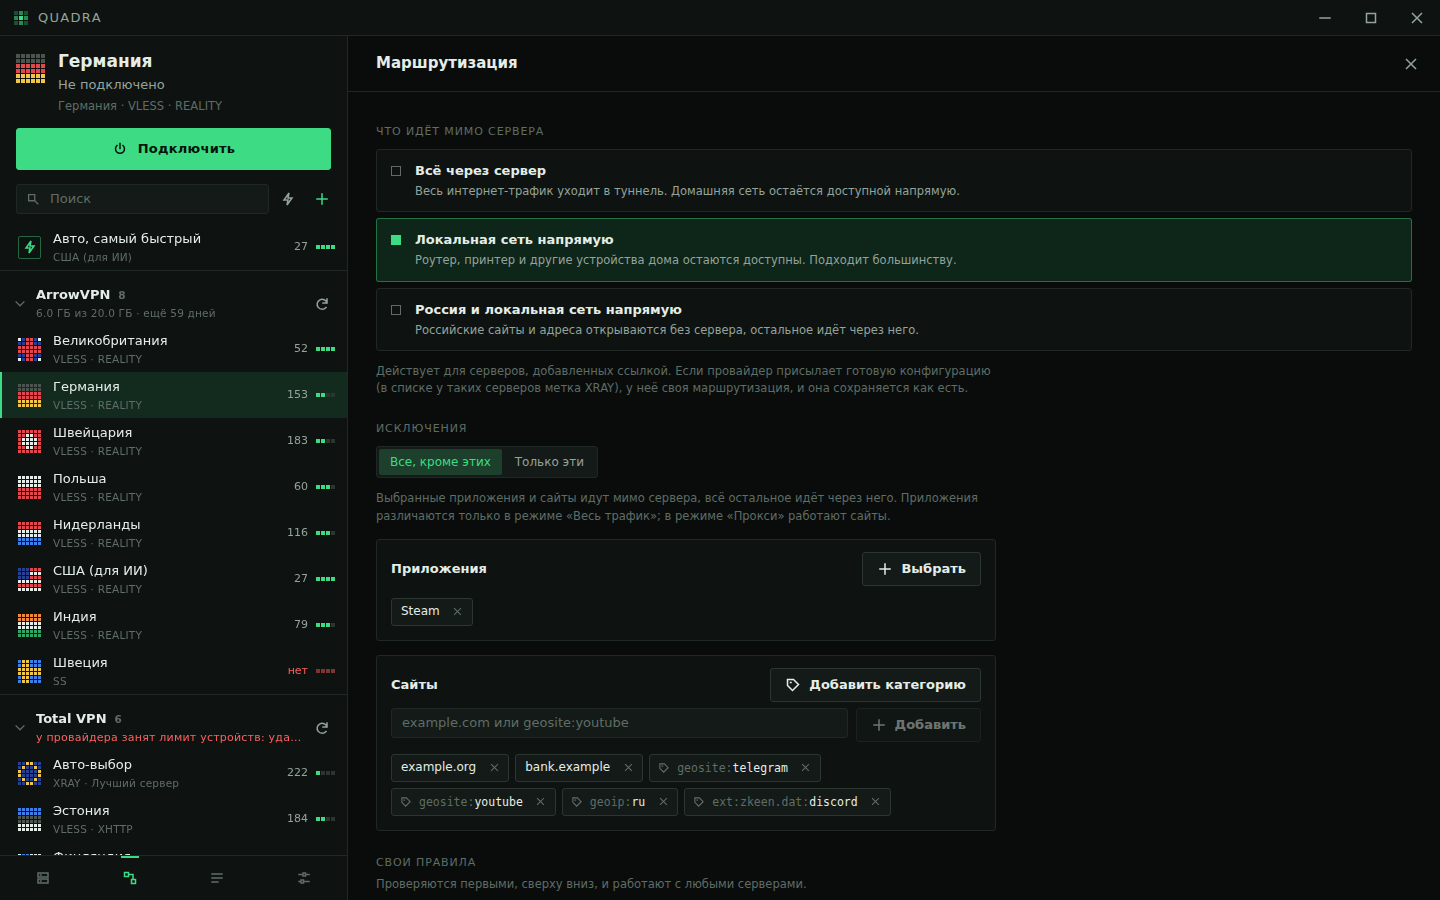 QUADRA
Германия
Не подключено
Германия · VLESS · REALITY
Подключить
Поиск
Авто, самый быстрый
США (для ИИ)
27
ArrowVPN 8
6.0 ГБ из 20.0 ГБ · ещё 59 дней
Великобритания
VLESS · REALITY
52
Германия
VLESS · REALITY
153
Швейцария
VLESS · REALITY
183
Польша
VLESS · REALITY
60
Нидерланды
VLESS · REALITY
116
США (для ИИ)
VLESS · REALITY
27
Индия
VLESS · REALITY
79
Швеция
SS
нет
Total VPN 6
у провайдера занят лимит устройств: уда...
Авто-выбор
XRAY · Лучший сервер
222
Эстония
VLESS · XHTTP
184
Маршрутизация
ЧТО ИДЁТ МИМО СЕРВЕРА
Всё через сервер
Весь интернет-трафик уходит в туннель. Домашняя сеть остаётся доступной напрямую.
Локальная сеть напрямую
Роутер, принтер и другие устройства дома остаются доступны. Подходит большинству.
Россия и локальная сеть напрямую
Российские сайты и адреса открываются без сервера, остальное идёт через него.
Действует для серверов, добавленных ссылкой. Если провайдер присылает готовую конфигурацию
(в списке у таких серверов метка XRAY), у неё своя маршрутизация, и она сохраняется как есть.
ИСКЛЮЧЕНИЯ
Все, кроме этих
Только эти
Выбранные приложения и сайты идут мимо сервера, всё остальное идёт через него. Приложения
различаются только в режиме «Весь трафик»; в режиме «Прокси» работают сайты.
Приложения
Выбрать
Steam
Сайты
Добавить категорию
example.com или geosite:youtube
Добавить
example.org
bank.example
geosite:telegram
geosite:youtube
geoip:ru
ext:zkeen.dat:discord
СВОИ ПРАВИЛА
Проверяются первыми, сверху вниз, и работают с любыми серверами.